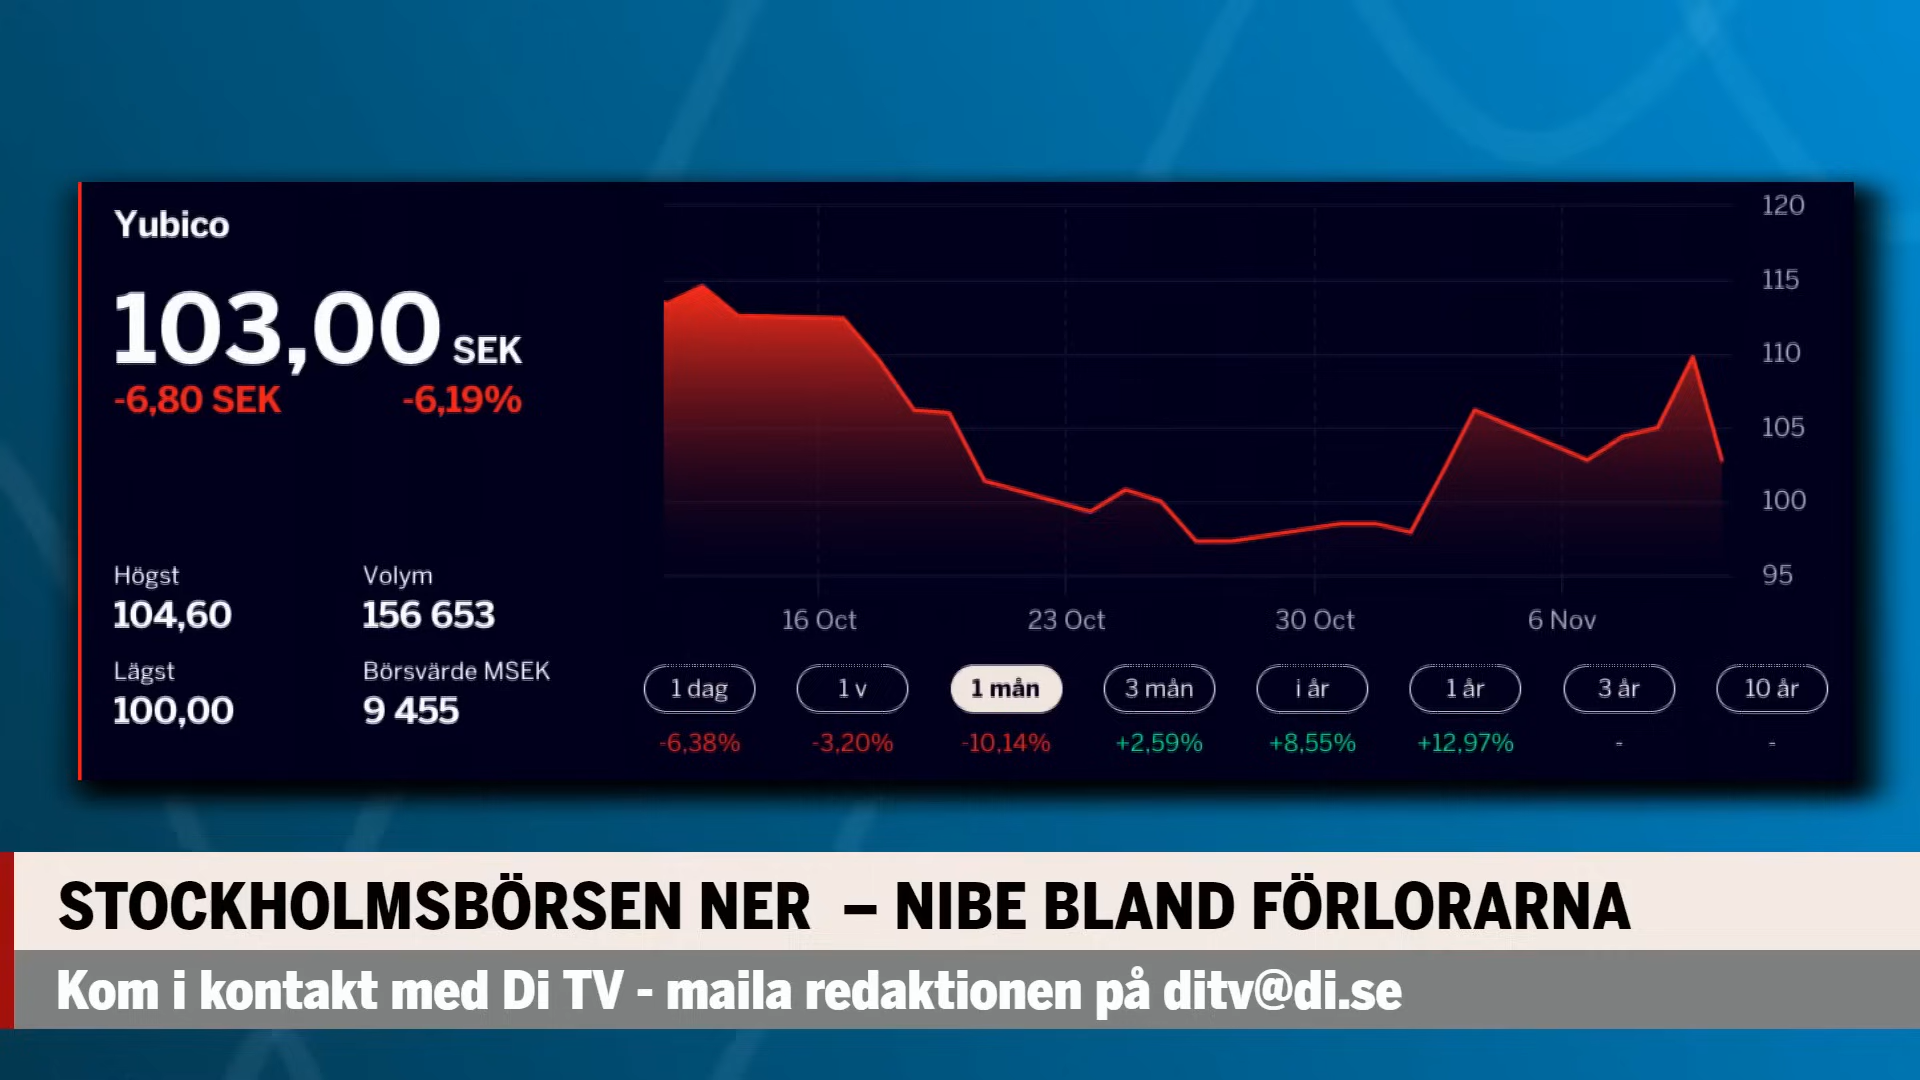 Yubico
103,00 SEK
-6,80 SEK -6,19%
Högst Volym
104,60 156 653
Lägst Börsvärde MSEK
100,00 9 455
120
115
110
105
100
95
16 Oct 23 Oct 30 Oct 6 Nov
1 dag 1 v 1 mån 3 mån i år 1 år 3 år 10 år
-6,38% -3,20% -10,14% +2,59% +8,55% +12,97% - -
STOCKHOLMSBÖRSEN NER – NIBE BLAND FÖRLORARNA
Kom i kontakt med Di TV - maila redaktionen på ditv@di.se